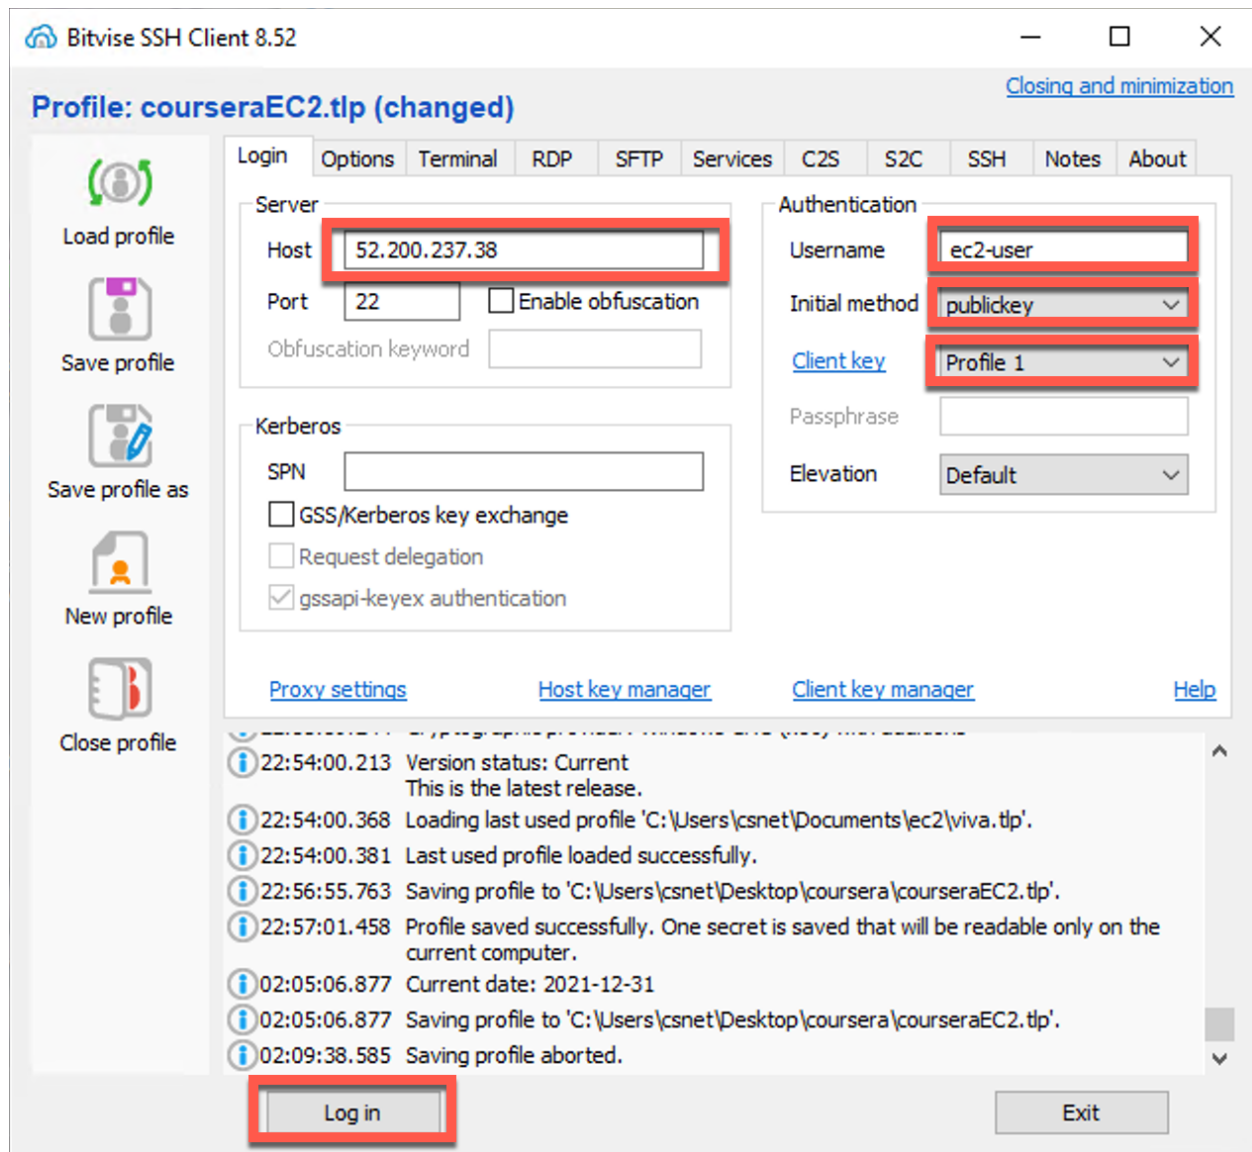 Bitvise SSH Client 8.52
Closing and minimization
Profile: courseraEC2.tlp (changed)
Load profile
Save profile
Save profile as
New profile
Close profile
Login Options Terminal RDP SFTP Services C2S S2C SSH Notes About
Server
Host 52.200.237.38
Port 22 Enable obfuscation
Obfuscation keyword
Kerberos
SPN
GSS/Kerberos key exchange
Request delegation
gssapi-keyex authentication
Authentication
Username ec2-user
Initial method publickey
Client key Profile 1
Passphrase
Elevation Default
Proxy settings Host key manager Client key manager Help
22:54:00.213 Version status: Current
This is the latest release.
22:54:00.368 Loading last used profile 'C:\Users\csnet\Documents\ec2\viva.tlp'.
22:54:00.381 Last used profile loaded successfully.
22:56:55.763 Saving profile to 'C:\Users\csnet\Desktop\coursera\courseraEC2.tlp'.
22:57:01.458 Profile saved successfully. One secret is saved that will be readable only on the
current computer.
02:05:06.877 Current date: 2021-12-31
02:05:06.877 Saving profile to 'C:\Users\csnet\Desktop\coursera\courseraEC2.tlp'.
02:09:38.585 Saving profile aborted.
Log in Exit